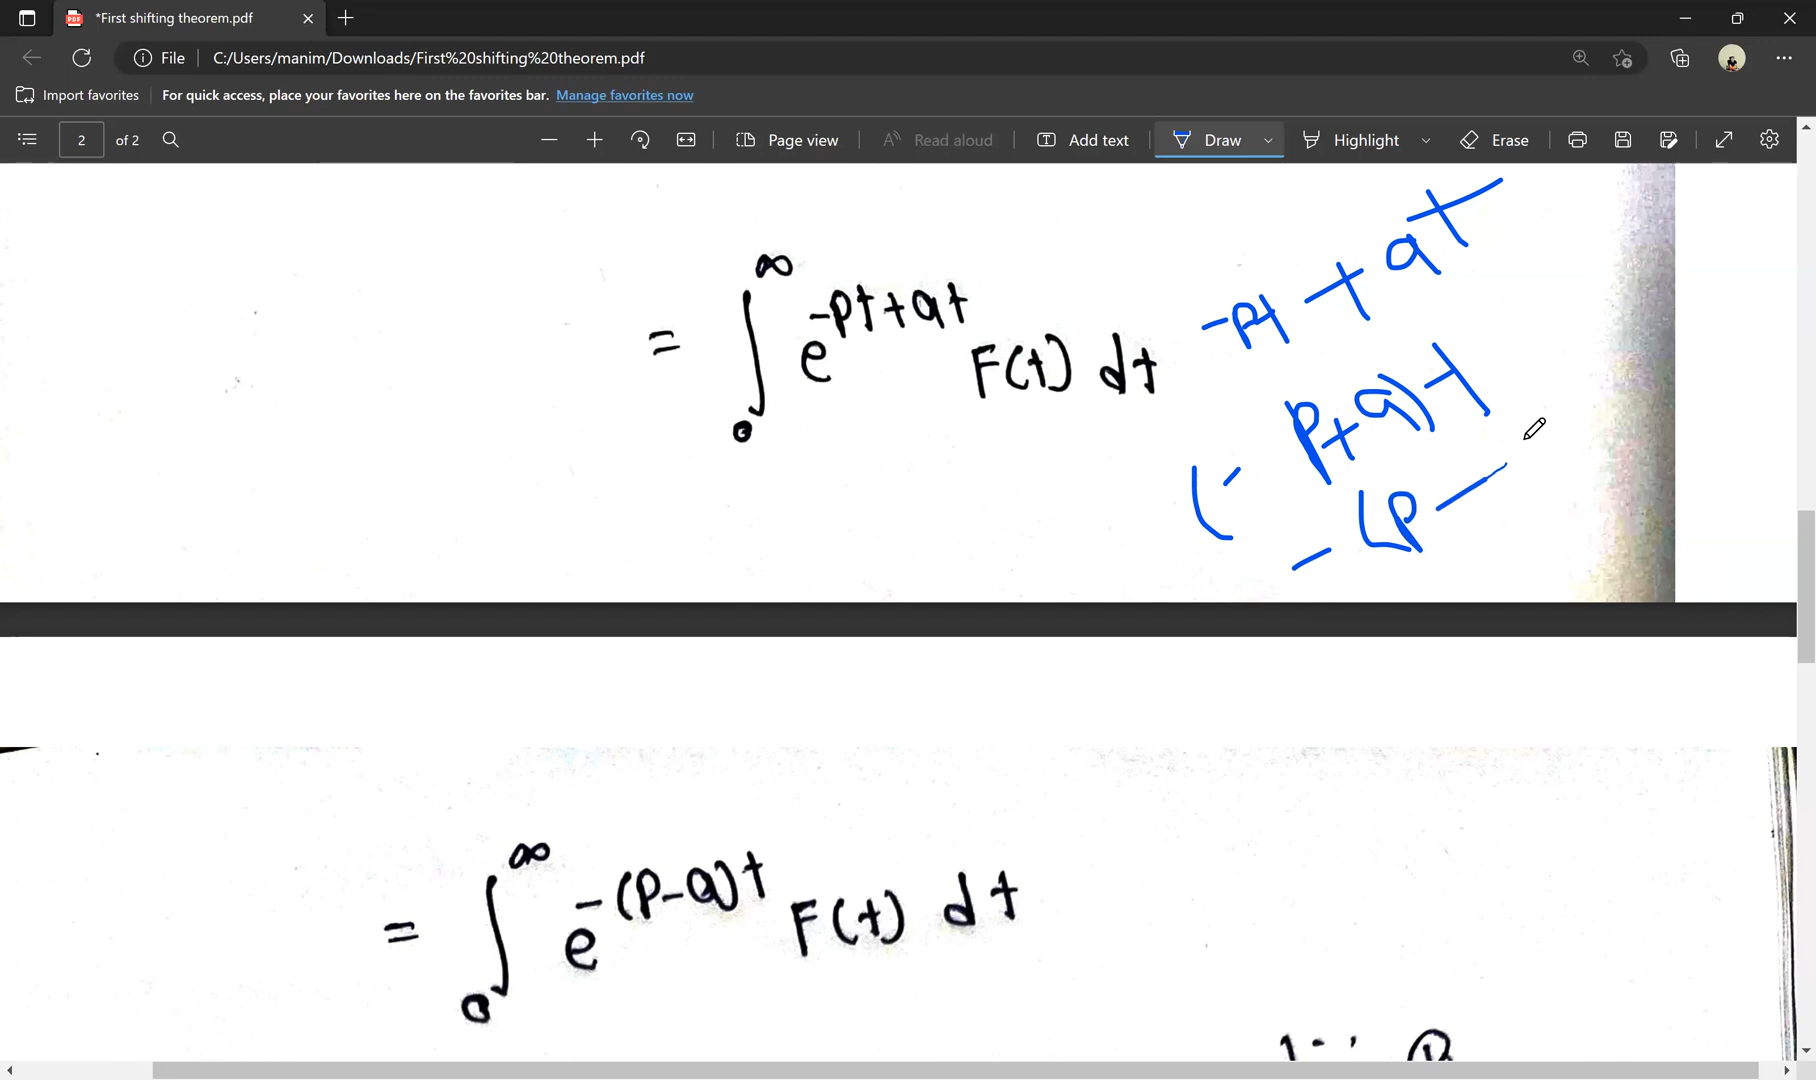 *First shifting theorem.pdf
File C:/Users/manim/Downloads/First%20shifting%20theorem.pdf
Import favorites For quick access, place your favorites here on the favorites bar. Manage favorites now
2 of 2 Page view Read aloud Add text Draw Highlight Erase
= ∫₀^∞ e^{-pt+at} F(t) dt
-pt + at
(- p+a)t
- (p -
= ∫₀^∞ e^{-(p-a)t} F(t) dt